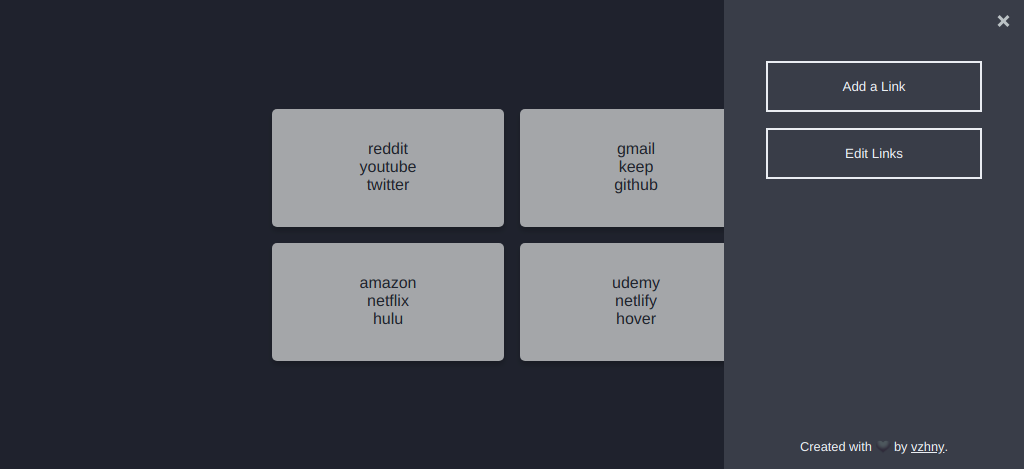 reddit
youtube
twitter
gmail
keep
github
amazon
netflix
hulu
udemy
netlify
hover
×
Add a Link
Edit Links
Created with 🖤 by vzhny.